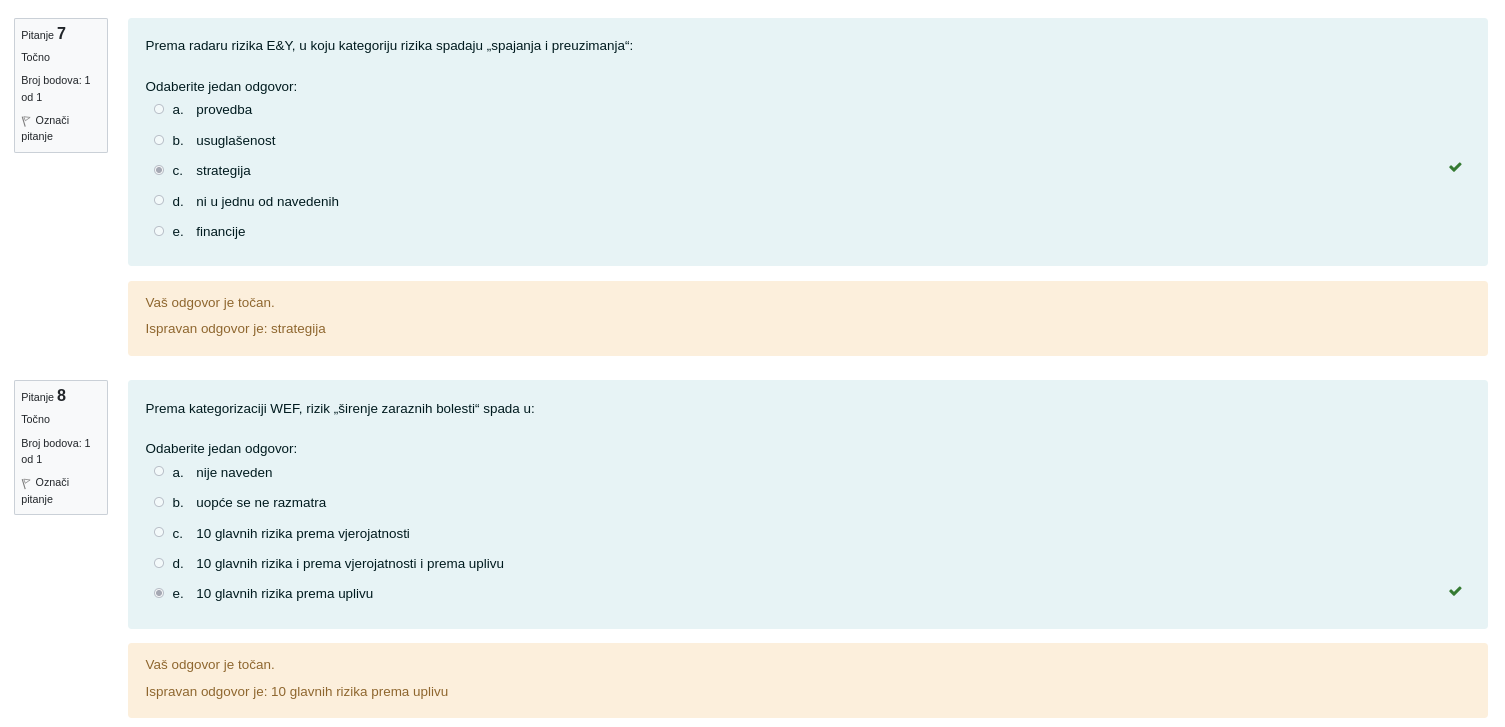 Pitanje 7
Točno
Broj bodova: 1
od 1
Označi
pitanje
Prema radaru rizika E&Y, u koju kategoriju rizika spadaju „spajanja i preuzimanja“:
Odaberite jedan odgovor:
a. provedba
b. usuglašenost
c. strategija
d. ni u jednu od navedenih
e. financije
Vaš odgovor je točan.
Ispravan odgovor je: strategija
Pitanje 8
Točno
Broj bodova: 1
od 1
Označi
pitanje
Prema kategorizaciji WEF, rizik „širenje zaraznih bolesti“ spada u:
Odaberite jedan odgovor:
a. nije naveden
b. uopće se ne razmatra
c. 10 glavnih rizika prema vjerojatnosti
d. 10 glavnih rizika i prema vjerojatnosti i prema uplivu
e. 10 glavnih rizika prema uplivu
Vaš odgovor je točan.
Ispravan odgovor je: 10 glavnih rizika prema uplivu